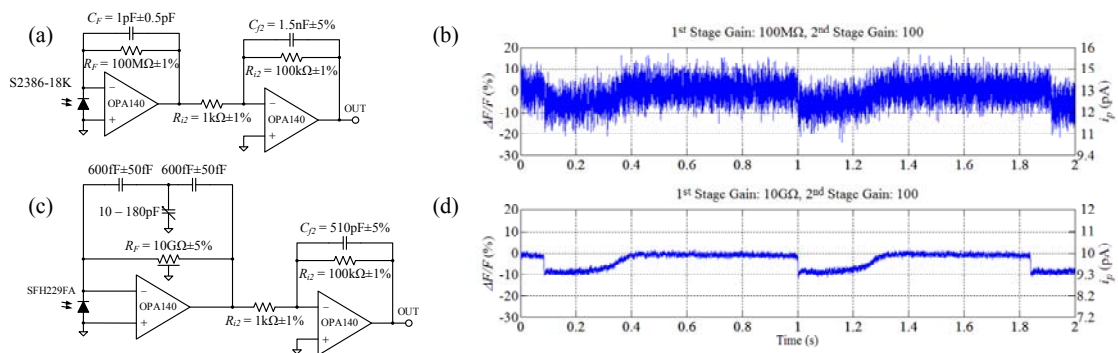 (a)
C_F = 1pF±0.5pF
R_F = 100MΩ±1%
S2386-18K
−
+
OPA140
R_i2 = 1kΩ±1%
C_f2 = 1.5nF±5%
R_i2 = 100kΩ±1%
−
+
OPA140
OUT
(b)
1st Stage Gain: 100MΩ, 2nd Stage Gain: 100
ΔF/F (%)
20
10
0
-10
-20
-30
16
15
14
13
12
11
9.4
i_p (pA)
0 0.2 0.4 0.6 0.8 1 1.2 1.4 1.6 1.8 2
(c)
600fF±50fF 600fF±50fF
10 – 180pF
R_F = 10GΩ±5%
SFH229FA
−
+
OPA140
R_i2 = 1kΩ±1%
C_f2 = 510pF±5%
R_i2 = 100kΩ±1%
−
+
OPA140
OUT
(d)
1st Stage Gain: 10GΩ, 2nd Stage Gain: 100
ΔF/F (%)
20
10
0
-10
-20
-30
12
11
10
9.3
8.2
7.2
i_p (pA)
0 0.2 0.4 0.6 0.8 1 1.2 1.4 1.6 1.8 2
Time (s)